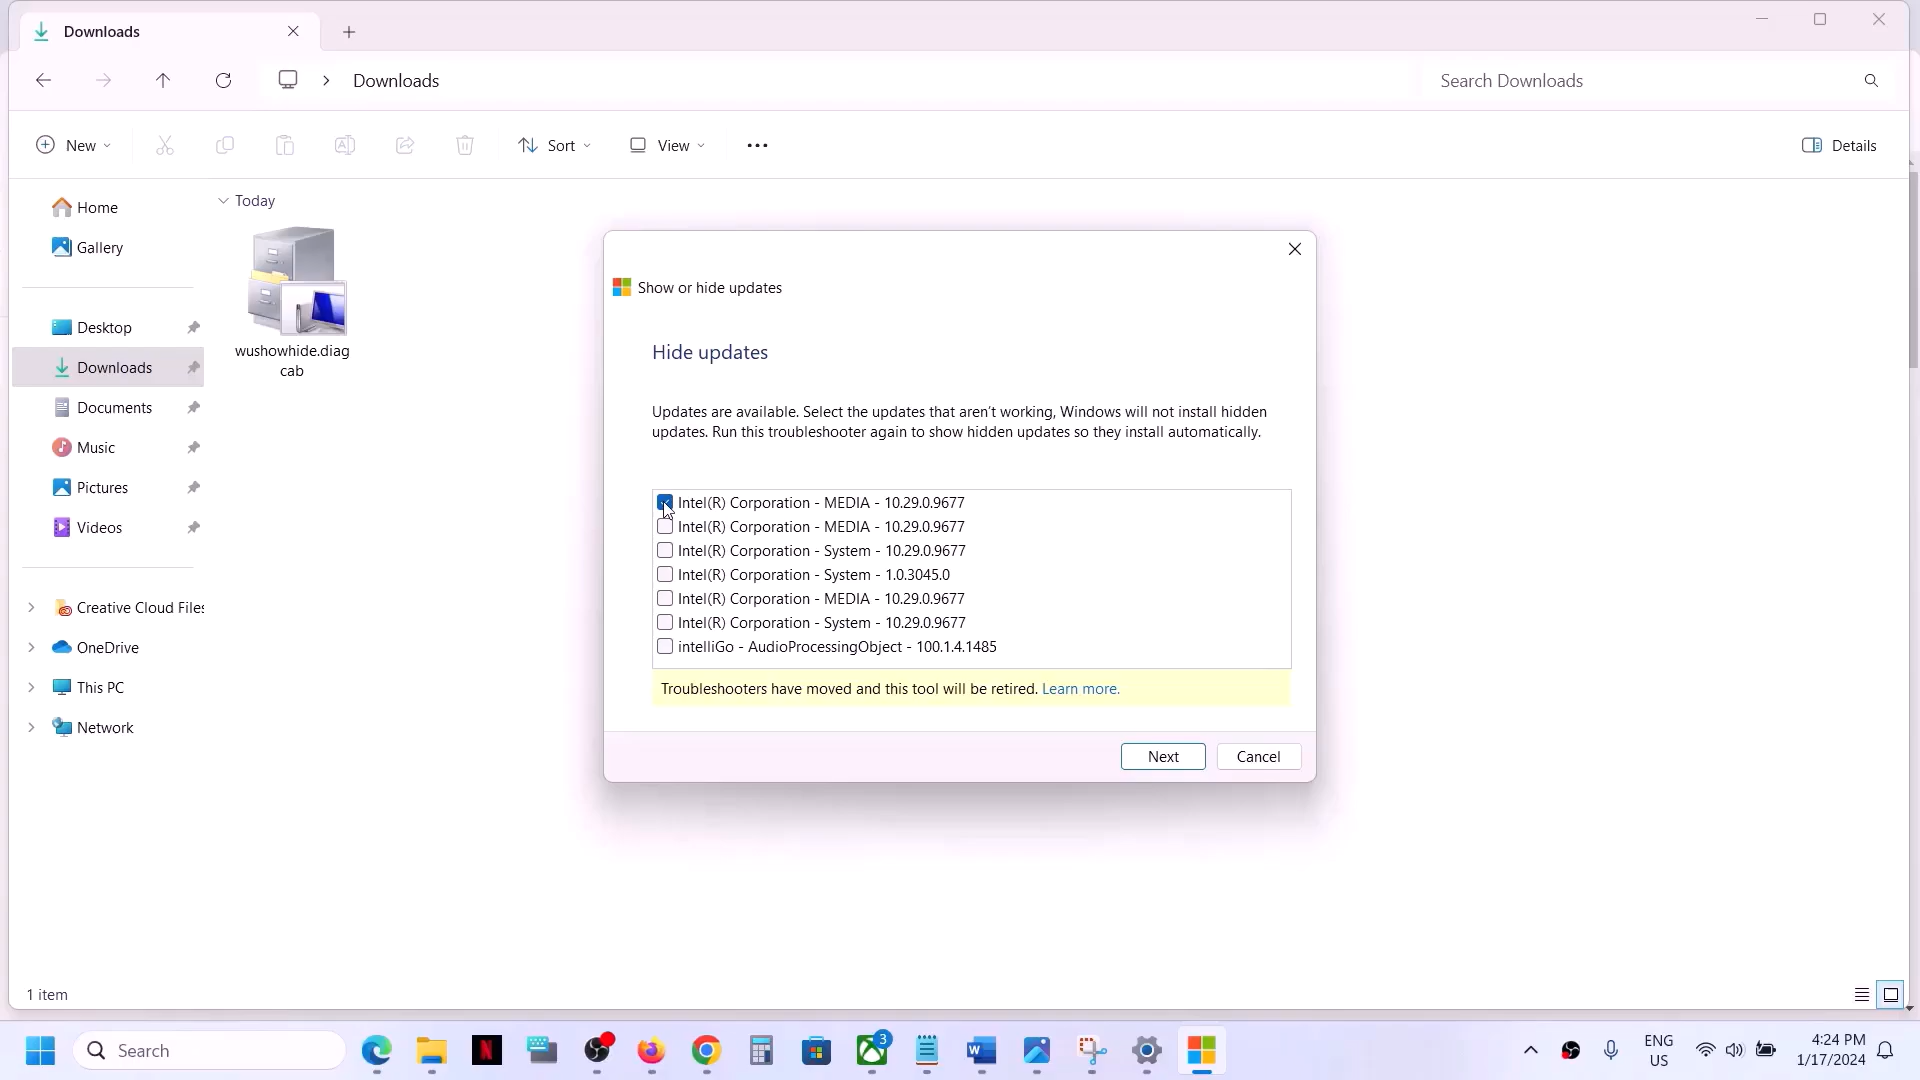 Downloads
Downloads
Search Downloads
New
Sort
View
Details
Home
Gallery
Desktop
Downloads
Documents
Music
Pictures
Videos
Creative Cloud Files
OneDrive
This PC
Network
Today
wushowhide.diag
cab
Show or hide updates
Hide updates
Updates are available. Select the updates that aren't working, Windows will not install hidden
updates. Run this troubleshooter again to show hidden updates so they install automatically.
Intel(R) Corporation - MEDIA - 10.29.0.9677
Intel(R) Corporation - MEDIA - 10.29.0.9677
Intel(R) Corporation - System - 10.29.0.9677
Intel(R) Corporation - System - 1.0.3045.0
Intel(R) Corporation - MEDIA - 10.29.0.9677
Intel(R) Corporation - System - 10.29.0.9677
intelliGo - AudioProcessingObject - 100.1.4.1485
Troubleshooters have moved and this tool will be retired. Learn more.
Next
Cancel
1 item
Search
N
3
W
ENG
US
4:24 PM
1/17/2024